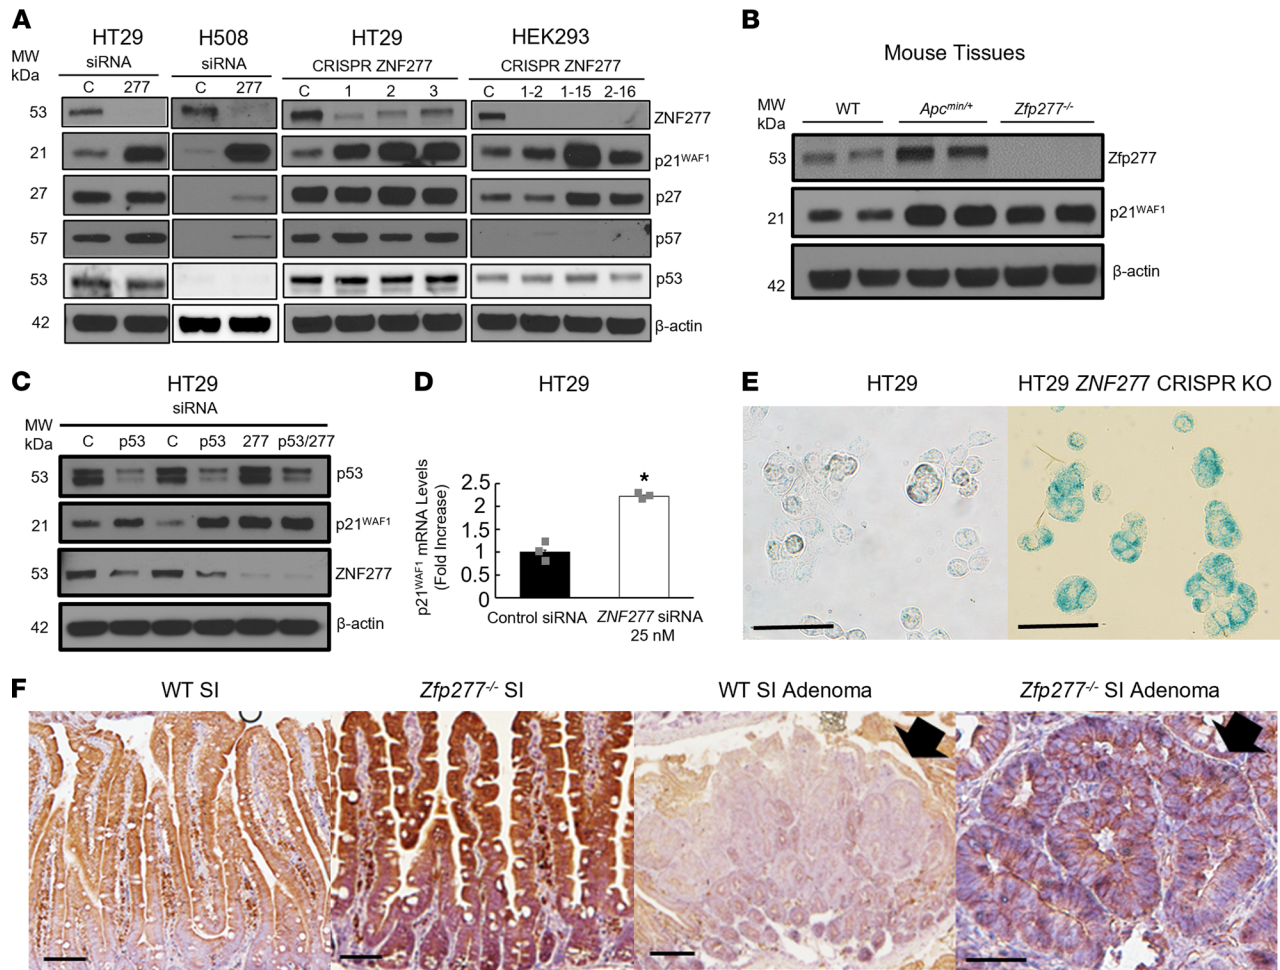 A
HT29 H508 HT29 HEK293
MW kDa
siRNA siRNA CRISPR ZNF277 CRISPR ZNF277
C 277 C 277 C 1 2 3 C 1-2 1-15 2-16
53 ZNF277
21 p21WAF1
27 p27
57 p57
53 p53
42 β-actin
B
Mouse Tissues
MW kDa
WT Apcmin/+ Zfp277-/-
53 Zfp277
21 p21WAF1
42 β-actin
C
HT29
siRNA
MW kDa
C p53 C p53 277 p53/277
53 p53
21 p21WAF1
53 ZNF277
42 β-actin
D
HT29
p21WAF1 mRNA Levels
(Fold Increase)
2.5
2
1.5
1
0.5
0
*
Control siRNA
ZNF277 siRNA
25 nM
E
HT29 HT29 ZNF277 CRISPR KO
F
WT SI Zfp277-/- SI WT SI Adenoma Zfp277-/- SI Adenoma